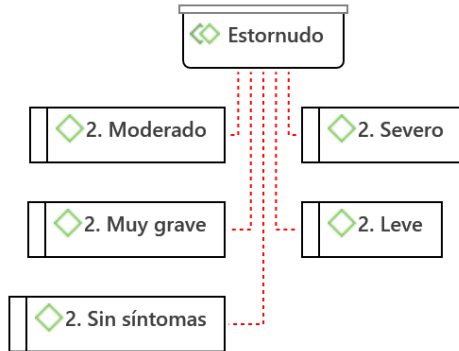 Estornudo
2. Moderado
2. Severo
2. Muy grave
2. Leve
2. Sin síntomas